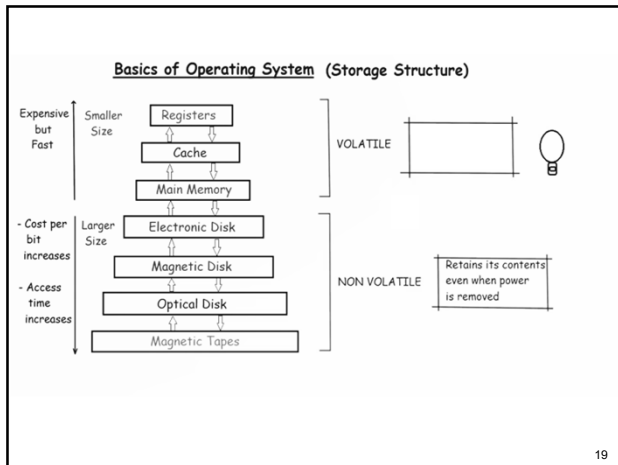 Basics of Operating System (Storage Structure)
Expensive
but
Fast
Smaller
Size
Registers
Cache
Main Memory
VOLATILE
- Cost per
bit
increases
- Access
time
increases
Larger
Size
Electronic Disk
Magnetic Disk
Optical Disk
Magnetic Tapes
NON VOLATILE
Retains its contents
even when power
is removed
19